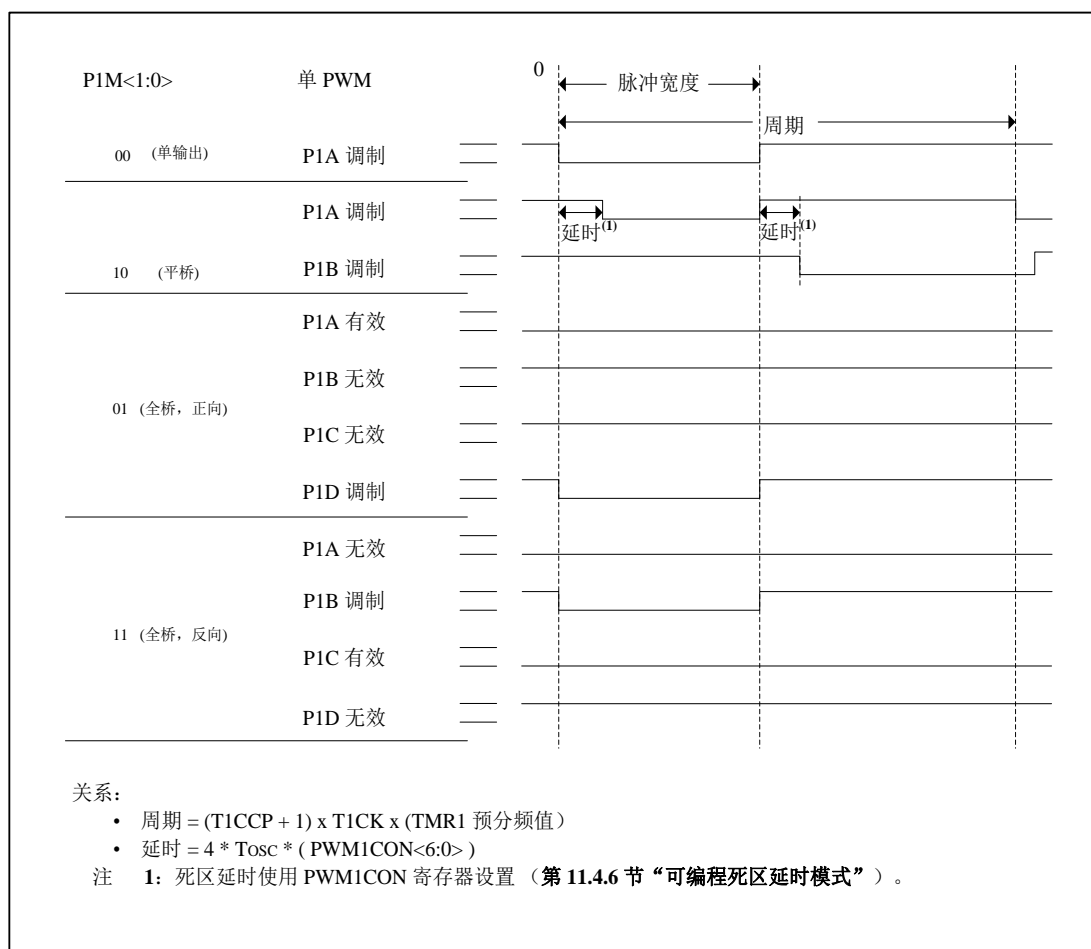 P1M<1:0> 单 PWM 0 脉冲宽度
周期
00 (单输出) P1A 调制
P1A 调制
延时(1) 延时(1)
10 (平桥) P1B 调制
P1A 有效
P1B 无效
01 (全桥，正向)
P1C 无效
P1D 调制
P1A 无效
P1B 调制
11 (全桥，反向)
P1C 有效
P1D 无效
关系：
• 周期 = (T1CCP + 1) x T1CK x (TMR1 预分频值）
• 延时 = 4 * TOSC * ( PWM1CON<6:0> )
注 1：死区延时使用 PWM1CON 寄存器设置 （第 11.4.6 节“可编程死区延时模式”）。